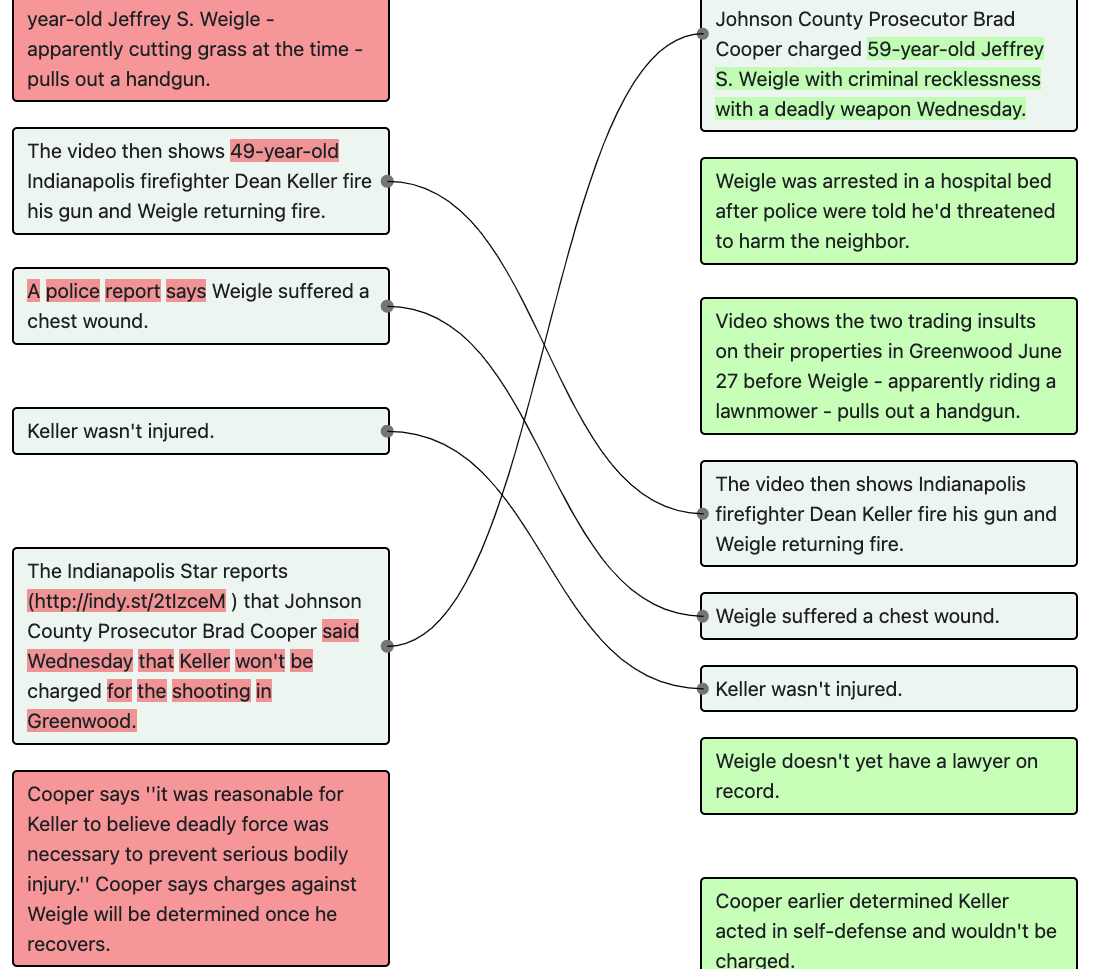 year-old Jeffrey S. Weigle -
apparently cutting grass at the time -
pulls out a handgun.
The video then shows 49-year-old
Indianapolis firefighter Dean Keller fire
his gun and Weigle returning fire.
A police report says Weigle suffered a
chest wound.
Keller wasn't injured.
The Indianapolis Star reports
(http://indy.st/2tIzceM ) that Johnson
County Prosecutor Brad Cooper said
Wednesday that Keller won't be
charged for the shooting in
Greenwood.
Cooper says ''it was reasonable for
Keller to believe deadly force was
necessary to prevent serious bodily
injury.'' Cooper says charges against
Weigle will be determined once he
recovers.
Johnson County Prosecutor Brad
Cooper charged 59-year-old Jeffrey
S. Weigle with criminal recklessness
with a deadly weapon Wednesday.
Weigle was arrested in a hospital bed
after police were told he'd threatened
to harm the neighbor.
Video shows the two trading insults
on their properties in Greenwood June
27 before Weigle - apparently riding a
lawnmower - pulls out a handgun.
The video then shows Indianapolis
firefighter Dean Keller fire his gun and
Weigle returning fire.
Weigle suffered a chest wound.
Keller wasn't injured.
Weigle doesn't yet have a lawyer on
record.
Cooper earlier determined Keller
acted in self-defense and wouldn't be
charged.